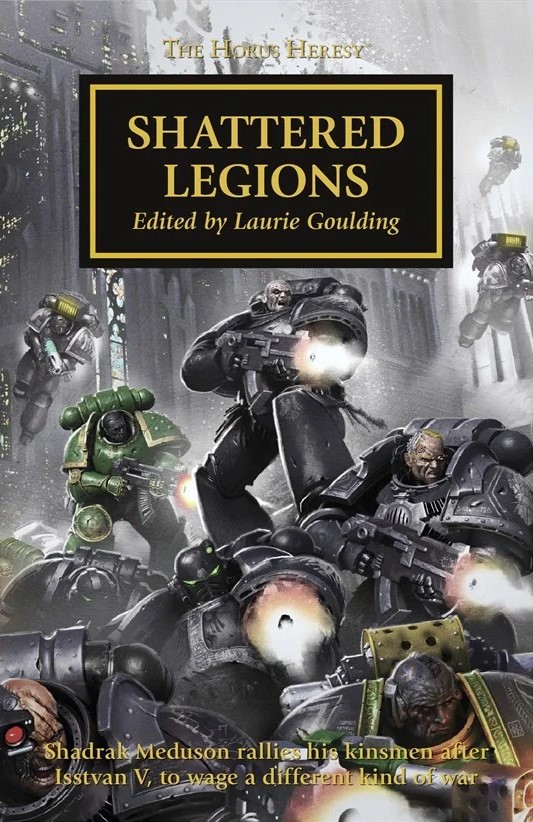 THE HORUS HERESY™
SHATTERED
LEGIONS
Edited by Laurie Goulding
Shadrak Meduson rallies his kinsmen after
Isstvan V, to wage a different kind of war